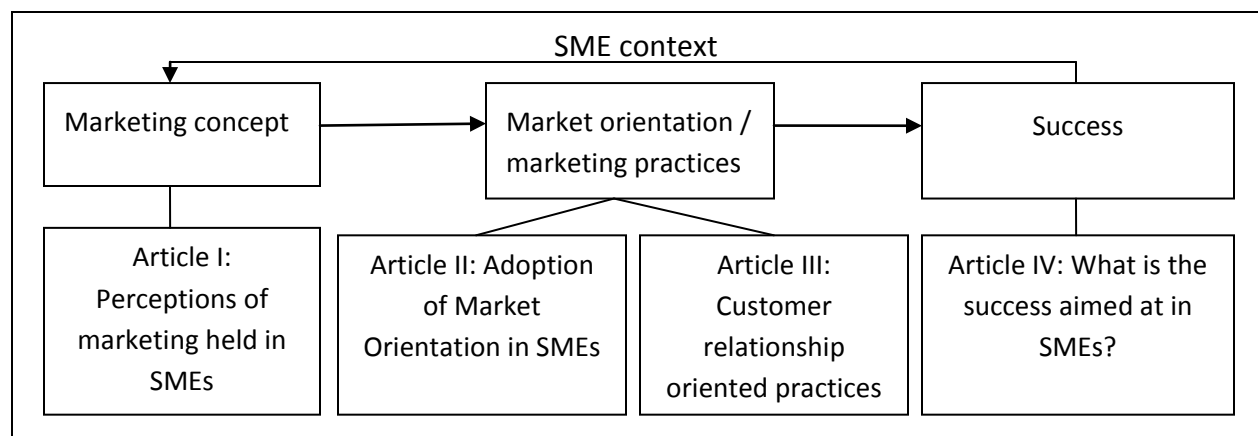 SME context
Marketing concept
Market orientation /
marketing practices
Success
Article I:
Perceptions of
marketing held in
SMEs
Article II: Adoption
of Market
Orientation in SMEs
Article III:
Customer
relationship
oriented practices
Article IV: What is the
success aimed at in
SMEs?